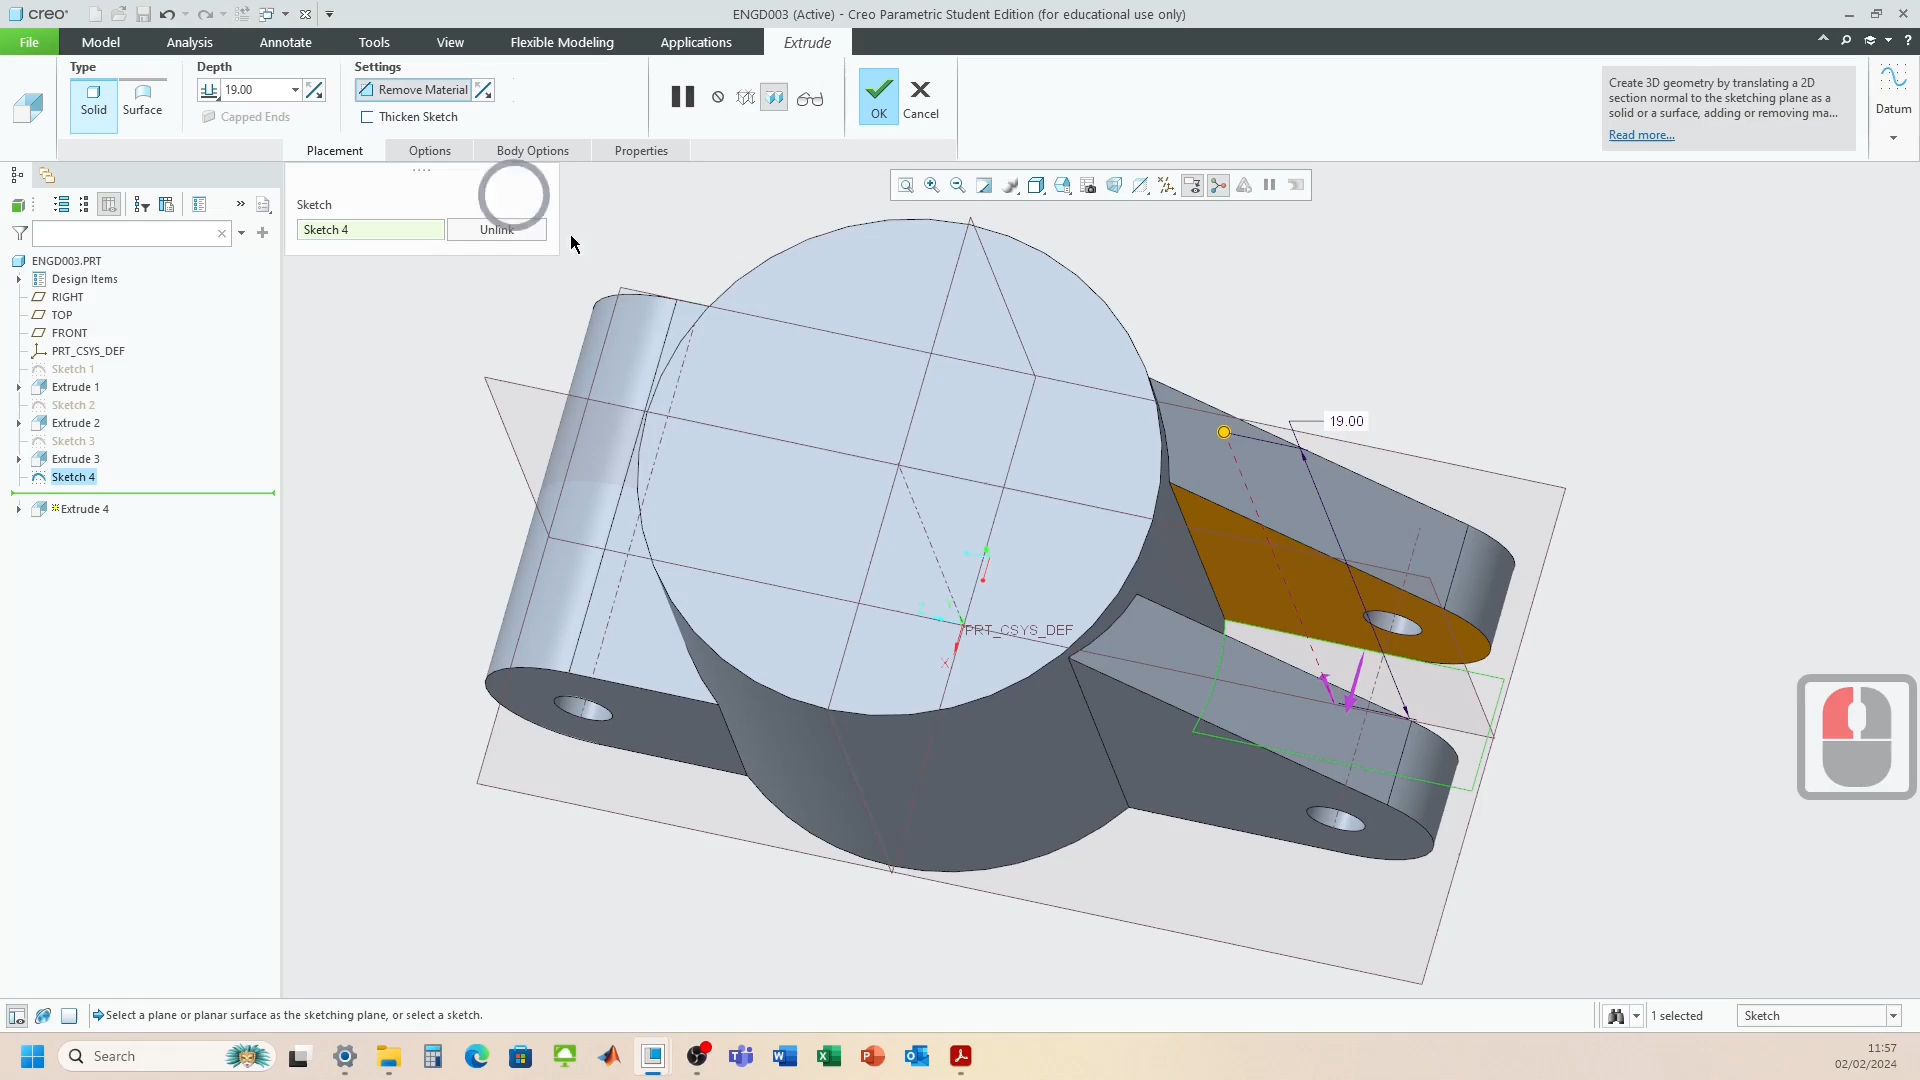 creo
ENGD003 (Active) - Creo Parametric Student Edition (for educational use only)
File
Model
Analysis
Annotate
Tools
View
Flexible Modeling
Applications
Extrude
Type
Depth
Settings
Solid
Surface
19.00
Capped Ends
Remove Material
Thicken Sketch
OK
Cancel
Create 3D geometry by translating a 2D
section normal to the sketching plane as a
solid or a surface, adding or removing ma...
Read more...
Datum
Placement
Options
Body Options
Properties
Sketch
Sketch 4
Unlink
ENGD003.PRT
Design Items
RIGHT
TOP
FRONT
PRT_CSYS_DEF
Sketch 1
Extrude 1
Sketch 2
Extrude 2
Sketch 3
Extrude 3
Sketch 4
Extrude 4
19.00
PRT_CSYS_DEF
X
Select a plane or planar surface as the sketching plane, or select a sketch.
1 selected
Sketch
Search
11:57
02/02/2024